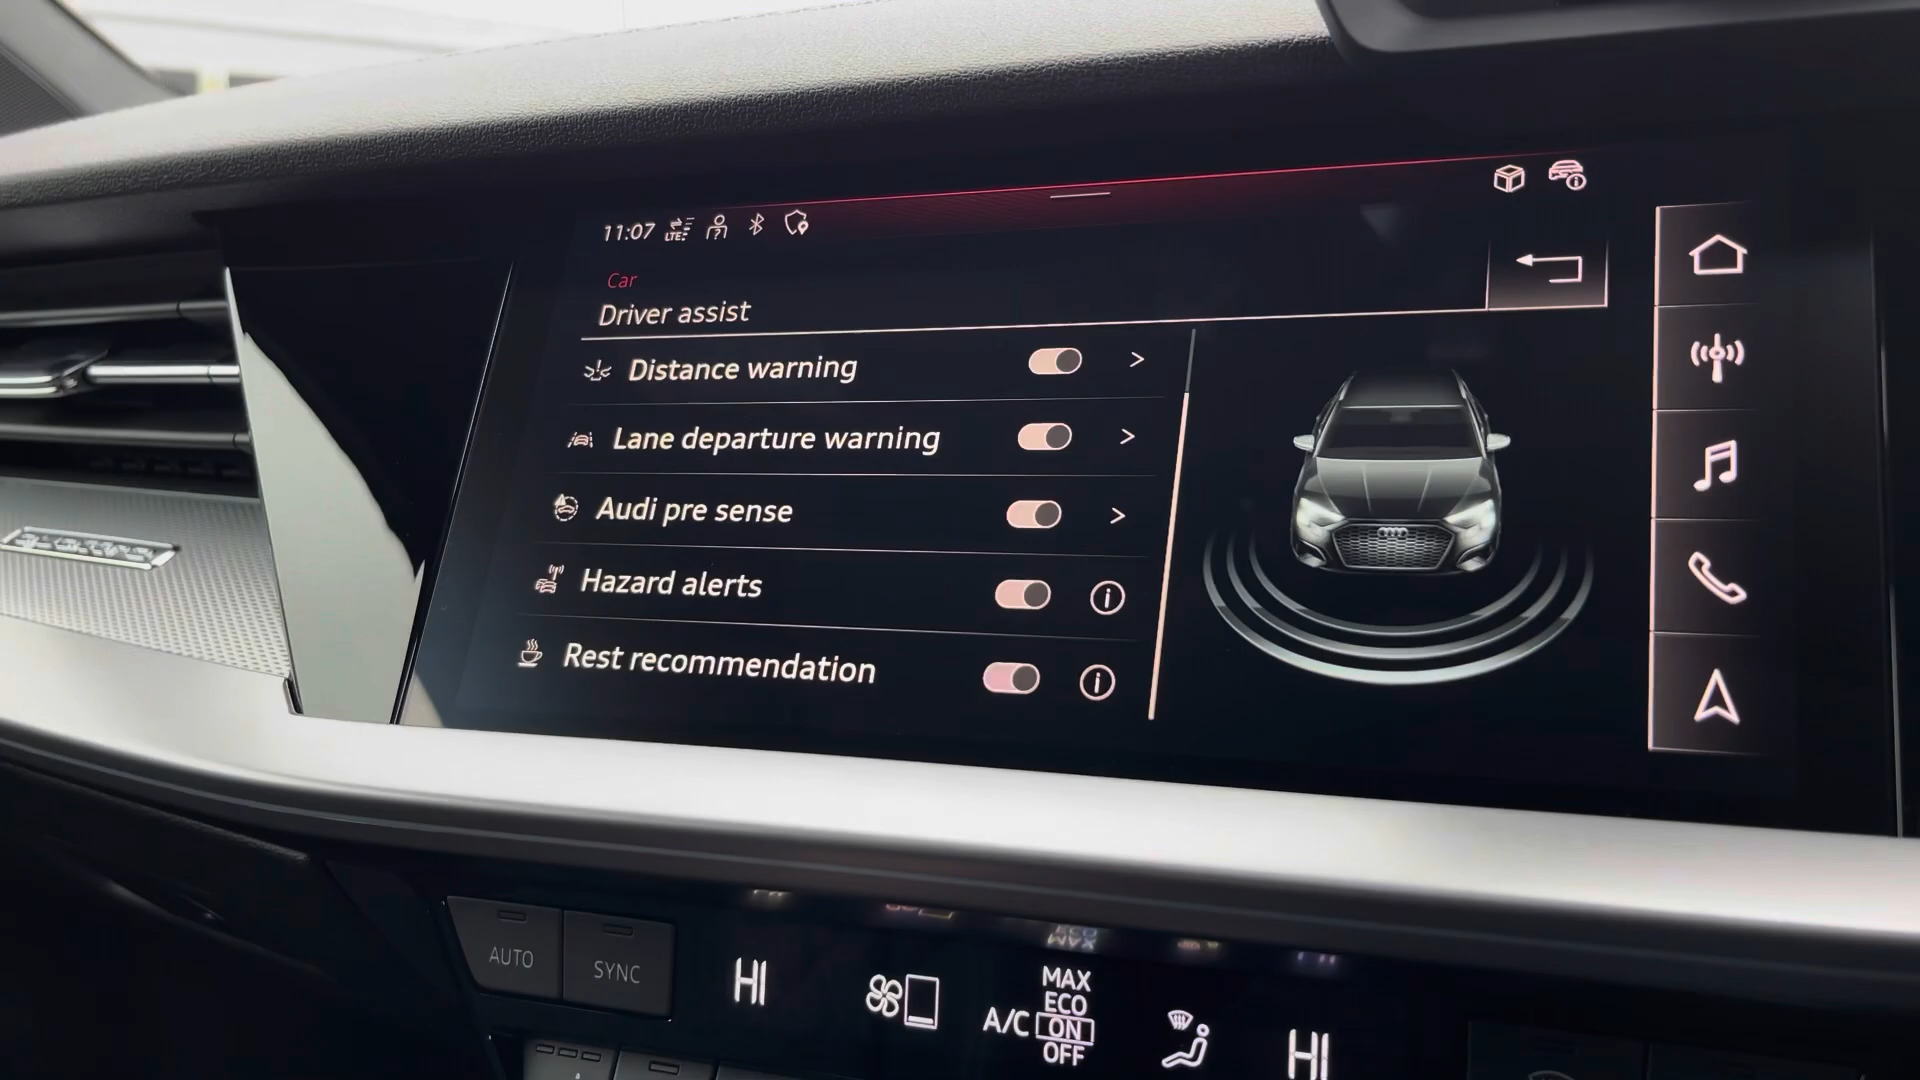 11:07 LTE
Car
Driver assist
Distance warning
Lane departure warning
Audi pre sense
Hazard alerts
Rest recommendation
AUTO
SYNC
HI
A/C
MAX
ECO
ON
OFF
HI